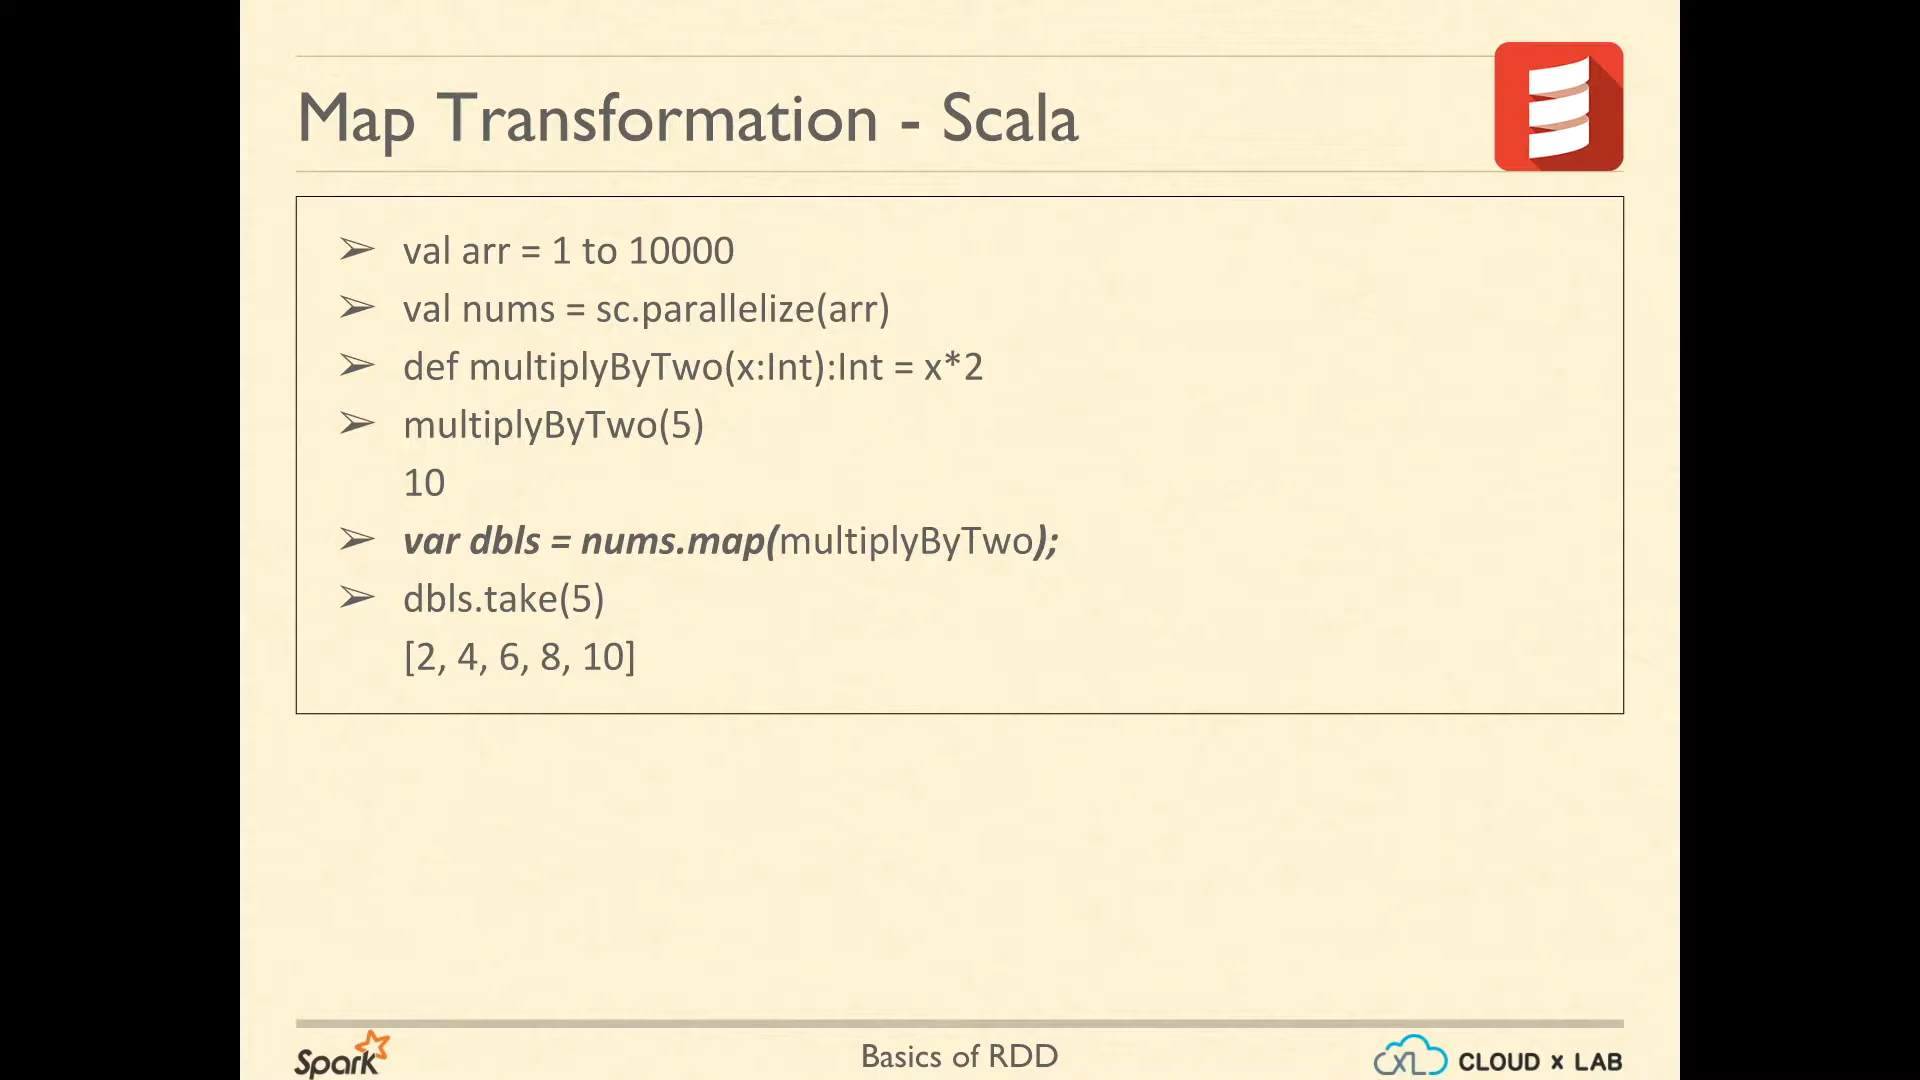 Map Transformation - Scala
➢ val arr = 1 to 10000
➢ val nums = sc.parallelize(arr)
➢ def multiplyByTwo(x:Int):Int = x*2
➢ multiplyByTwo(5)
10
➢ var dbls = nums.map(multiplyByTwo);
➢ dbls.take(5)
[2, 4, 6, 8, 10]
Spark
Basics of RDD
CXL CLOUD x LAB